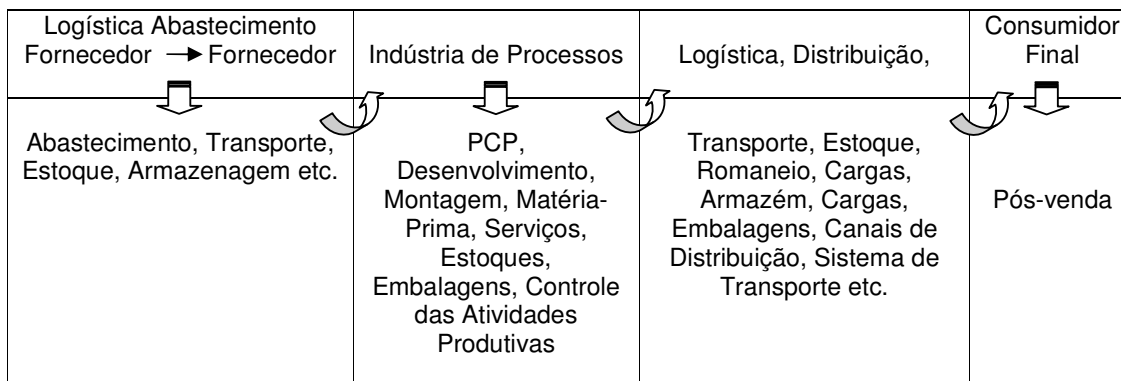 Logística Abastecimento
Fornecedor → Fornecedor
Indústria de Processos
Logística, Distribuição,
Consumidor
Final
Abastecimento, Transporte,
Estoque, Armazenagem etc.
PCP,
Desenvolvimento,
Montagem, Matéria-
Prima, Serviços,
Estoques,
Embalagens, Controle
das Atividades
Produtivas
Transporte, Estoque,
Romaneio, Cargas,
Armazém, Cargas,
Embalagens, Canais de
Distribuição, Sistema de
Transporte etc.
Pós-venda